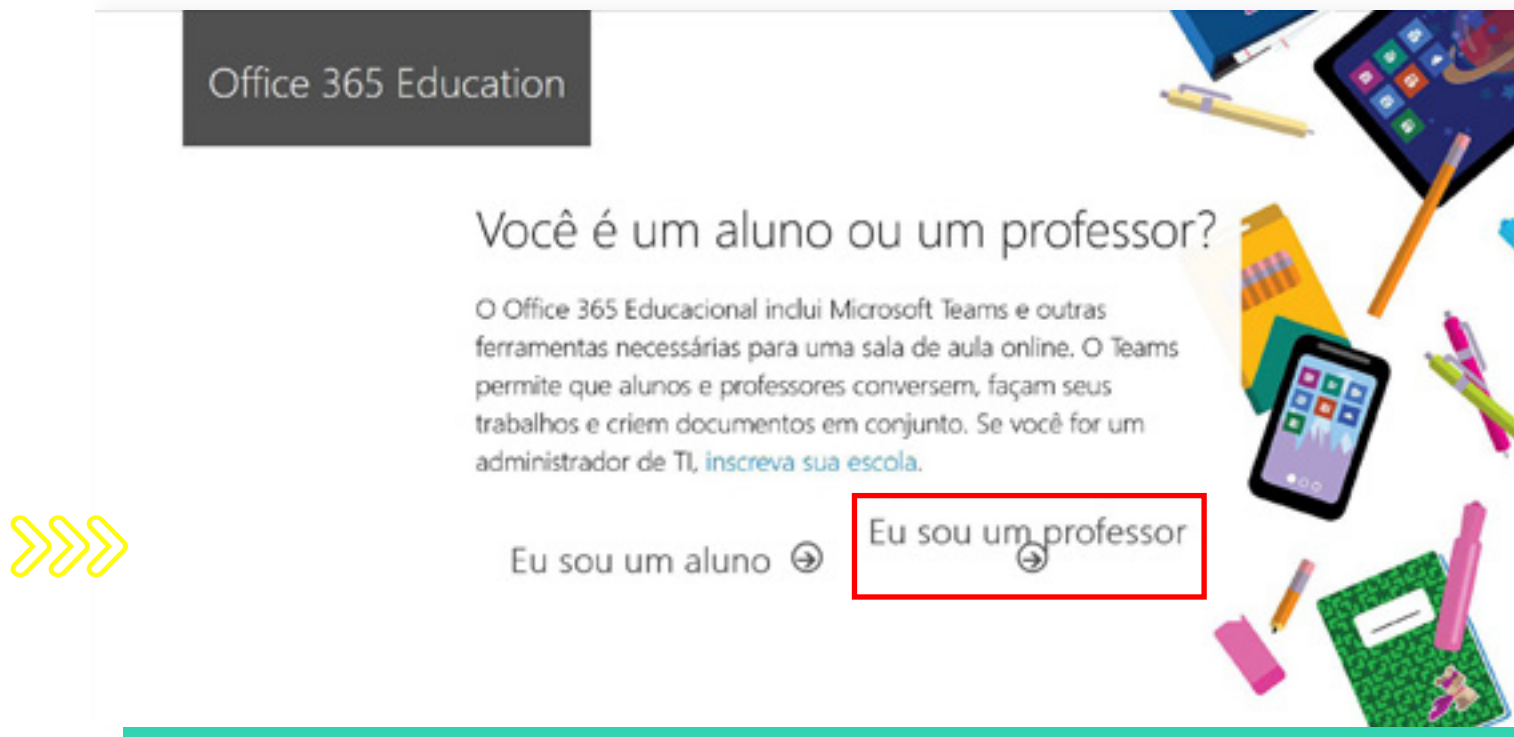 Office 365 Education
Você é um aluno ou um professor?
O Office 365 Educacional inclui Microsoft Teams e outras
ferramentas necessárias para uma sala de aula online. O Teams
permite que alunos e professores conversem, façam seus
trabalhos e criem documentos em conjunto. Se você for um
administrador de TI, inscreva sua escola.
Eu sou um aluno
Eu sou um professor